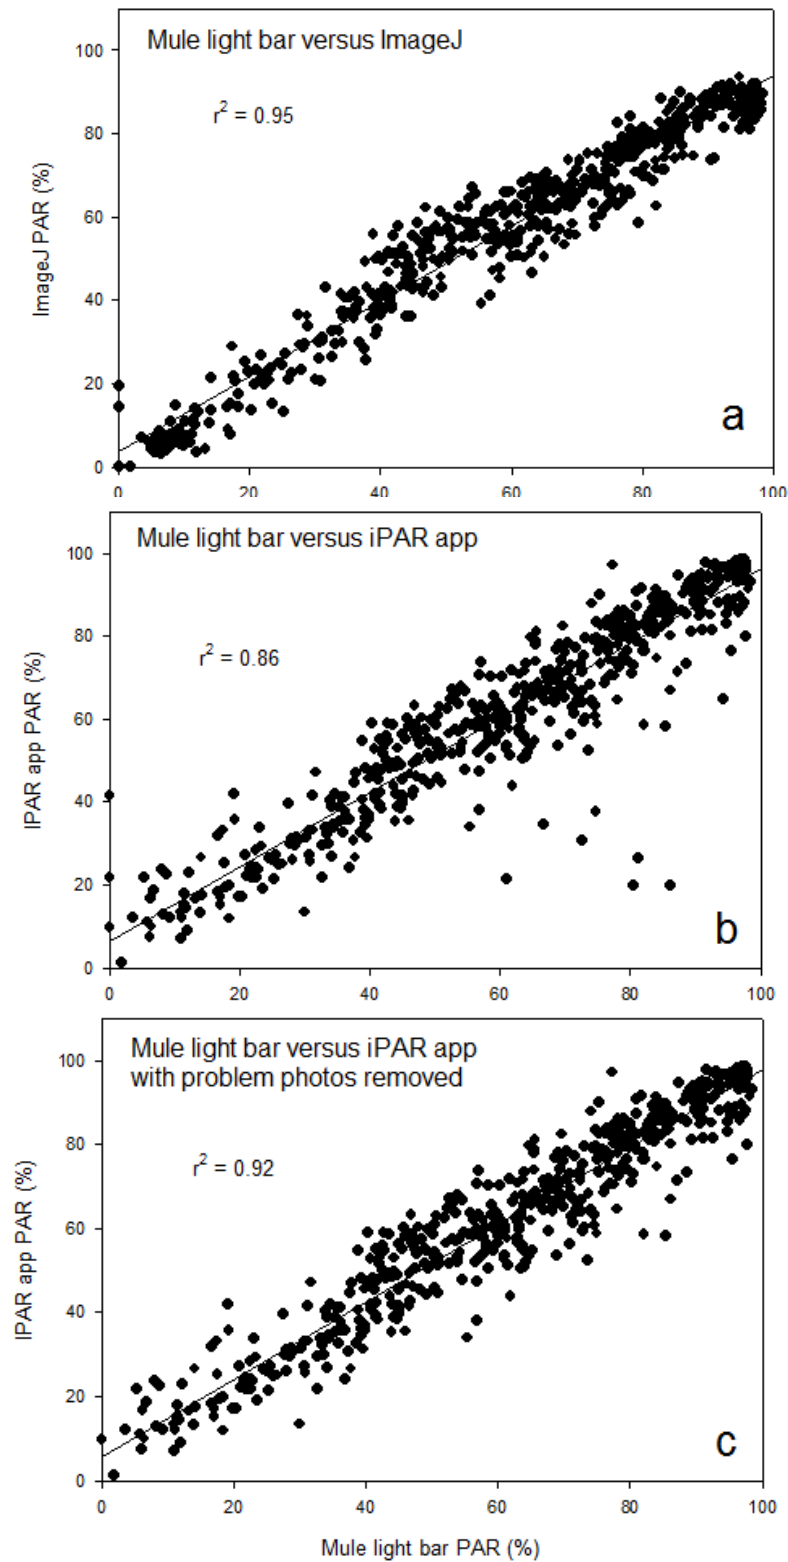 Mule light bar versus ImageJ
r² = 0.95
ImageJ PAR (%)
100
80
60
40
20
0
a
0 20 40 60 80 100
Mule light bar versus iPAR app
r² = 0.86
IPAR app PAR (%)
100
80
60
40
20
0
b
0 20 40 60 80 100
Mule light bar versus iPAR app
with problem photos removed
r² = 0.92
IPAR app PAR (%)
100
80
60
40
20
0
c
0 20 40 60 80 100
Mule light bar PAR (%)